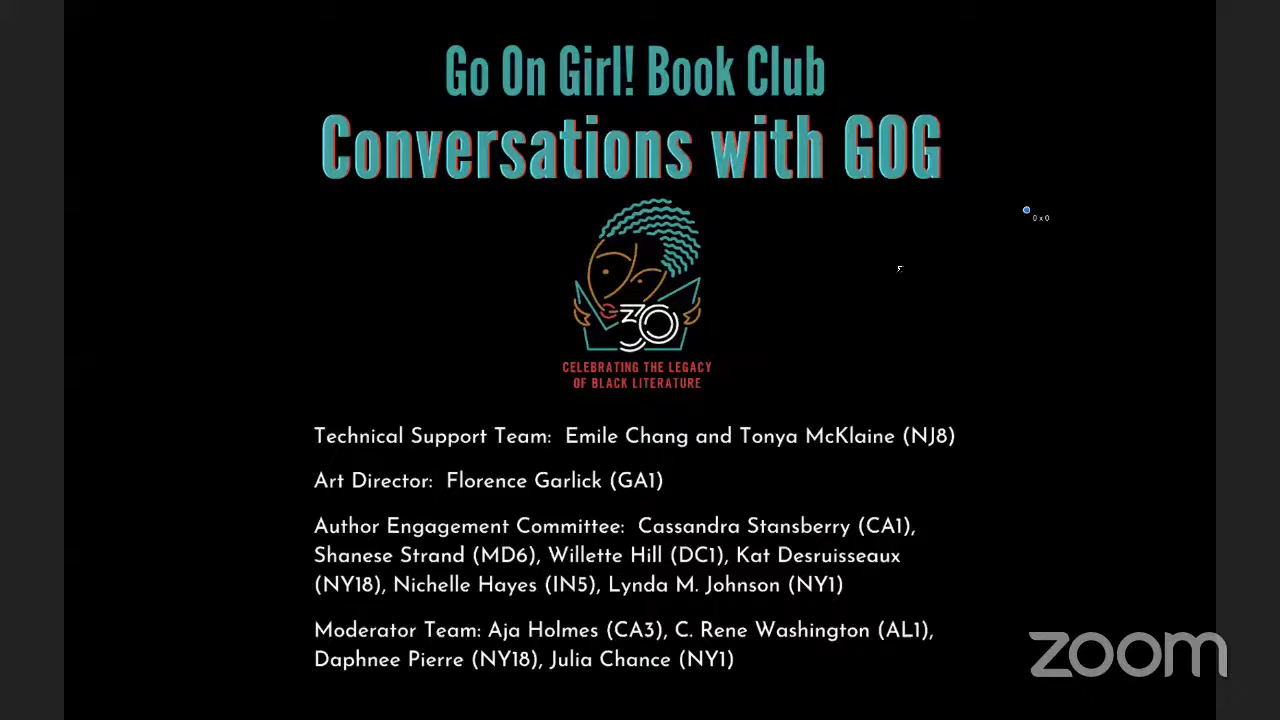 Go On Girl! Book Club
Conversations with GOG
0 x 0
30
CELEBRATING THE LEGACY
OF BLACK LITERATURE
Technical Support Team: Emile Chang and Tonya McKlaine (NJ8)
Art Director: Florence Garlick (GA1)
Author Engagement Committee: Cassandra Stansberry (CA1),
Shanese Strand (MD6), Willette Hill (DC1), Kat Desruisseaux
(NY18), Nichelle Hayes (IN5), Lynda M. Johnson (NY1)
Moderator Team: Aja Holmes (CA3), C. Rene Washington (AL1),
Daphnee Pierre (NY18), Julia Chance (NY1)
zoom